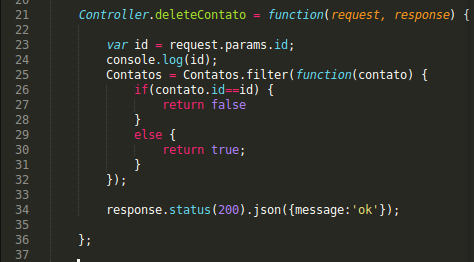 21 Controller.deleteContato = function(request, response) {
22
23 var id = request.params.id;
24 console.log(id);
25 Contatos = Contatos.filter(function(contato) {
26 if(contato.id==id) {
27 return false
28 }
29 else {
30 return true;
31 }
32 });
33
34 response.status(200).json({message:'ok'});
35
36 };
37